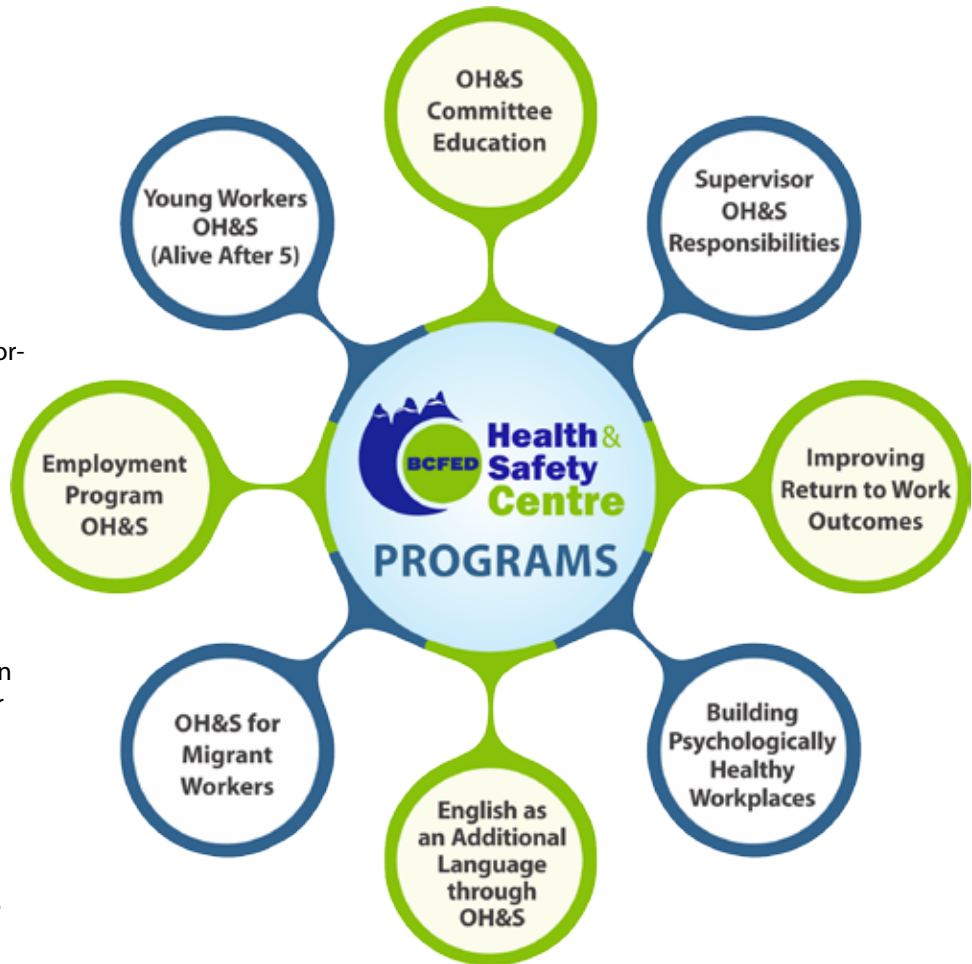 OH&S
Committee
Education
Supervisor
OH&S
Responsibilities
Improving
Return to Work
Outcomes
Building
Psychologically
Healthy
Workplaces
English as
an Additional
Language
through
OH&S
OH&S for
Migrant
Workers
Employment
Program
OH&S
Young Workers
OH&S
(Alive After 5)
BCFED
Health &
Safety
Centre
PROGRAMS
or-
n